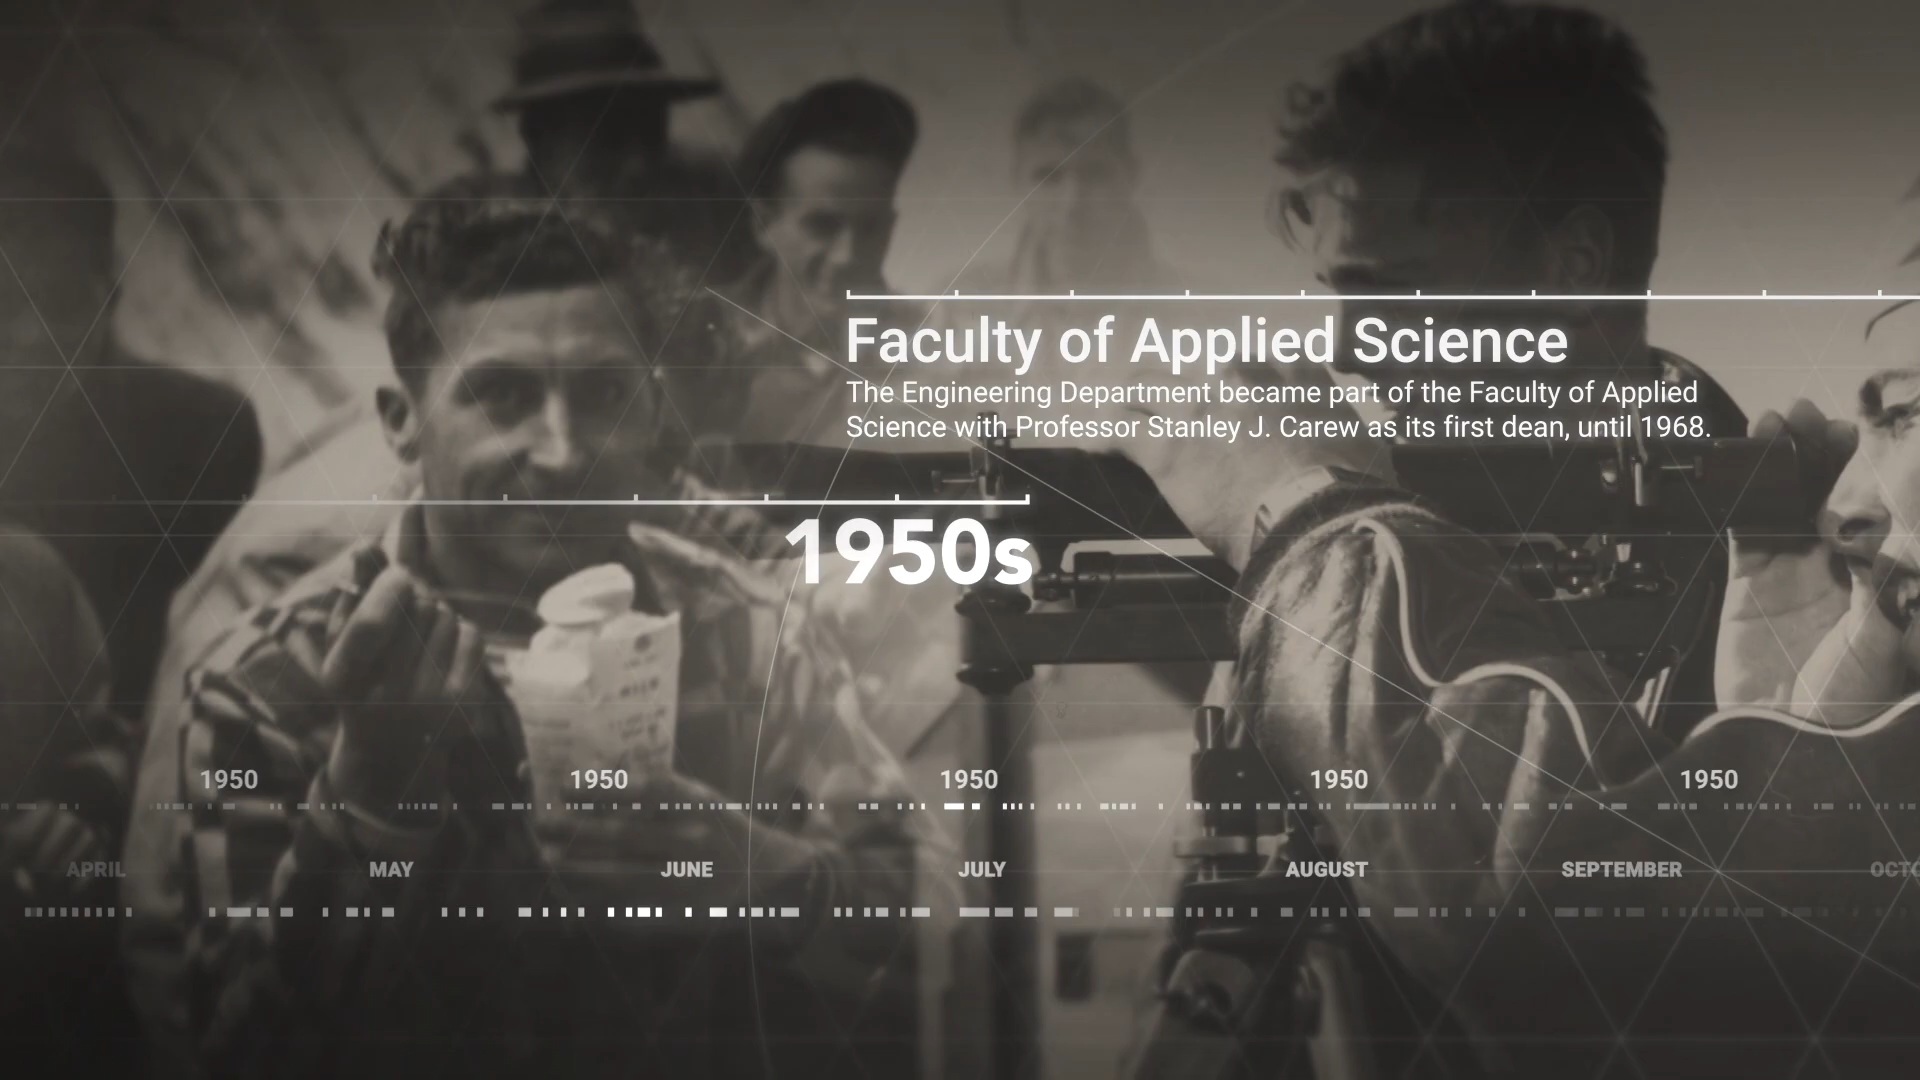 Faculty of Applied Science
The Engineering Department became part of the Faculty of Applied
Science with Professor Stanley J. Carew as its first dean, until 1968.
1950s
1950 1950 1950 1950 1950
APRIL MAY JUNE JULY AUGUST SEPTEMBER OCTO